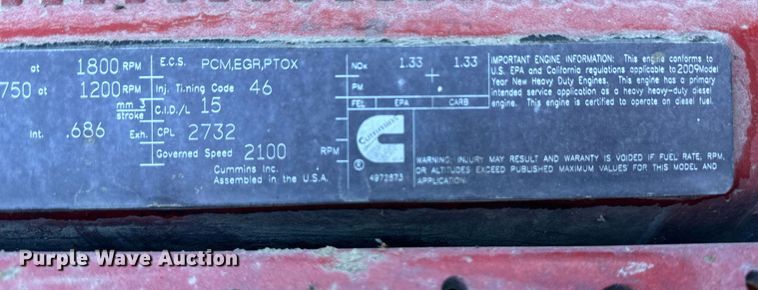 at 1800 RPM
750 at 1200 RPM
mm 3
stroke
Int. .686 Exh.
E.C.S. PCM,EGR,PTOX
Inj. Timing Code 46
C.I.D./L 15
CPL 2732
Governed Speed 2100 RPM
Cummins Inc.
Assembled in the U.S.A.
NOx 1.33 1.33
PM
FEL EPA CARB
Cummins
®
4972873
IMPORTANT ENGINE INFORMATION: This engine conforms to
U.S. EPA and California regulations applicable to 2009 Model
Year New Heavy Duty Engines. This engine has a primary
intended service application as a heavy heavy-duty diesel
engine. This engine is certified to operate on diesel fuel.
WARNING: INJURY MAY RESULT AND WARRANTY IS VOIDED IF FUEL RATE, RPM,
OR ALTITUDES EXCEED PUBLISHED MAXIMUM VALUES FOR THIS MODEL AND
APPLICATION.
Purple Wave Auction